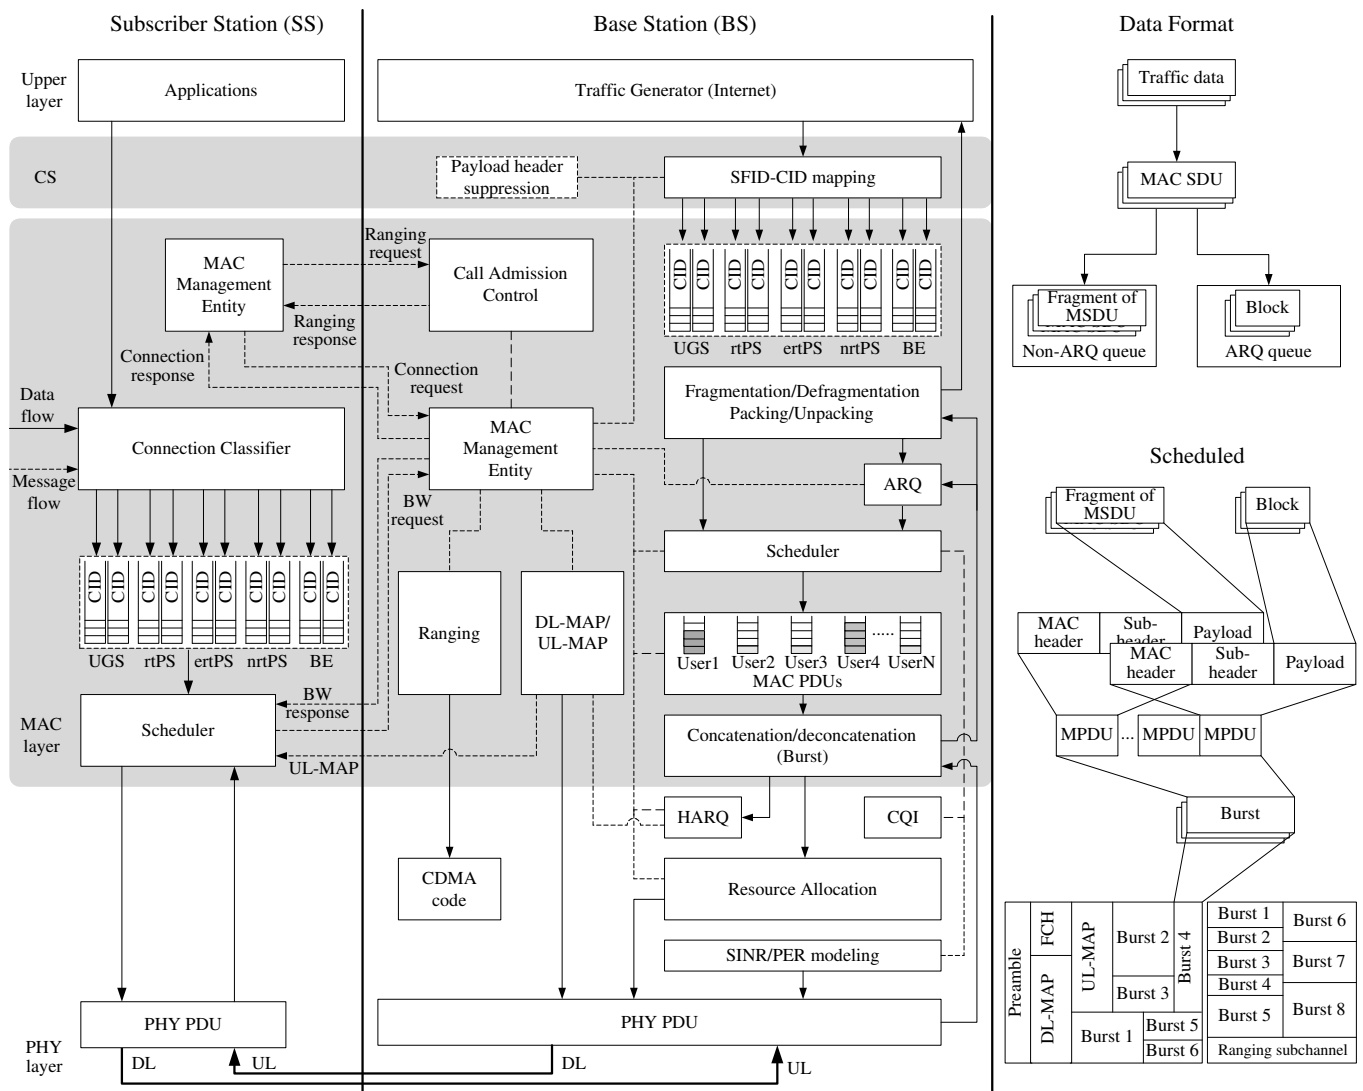 Subscriber Station (SS)
Base Station (BS)
Data Format
Upper
layer
Applications
Traffic Generator (Internet)
Traffic data
CS
Payload header
suppression
SFID-CID mapping
MAC SDU
MAC
Management
Entity
Ranging
request
Ranging
response
Call Admission
Control
CID
CID
CID
CID
CID
CID
CID
CID
CID
CID
UGS
rtPS
ertPS
nrtPS
BE
Fragment of
MSDU
Non-ARQ queue
Block
ARQ queue
Connection
response
Connection
request
Data
flow
Message
flow
Connection Classifier
MAC
Management
Entity
Fragmentation/Defragmentation
Packing/Unpacking
ARQ
BW
request
Scheduler
Scheduled
Fragment of
MSDU
Block
CID
CID
CID
CID
CID
CID
CID
CID
CID
CID
UGS
rtPS
ertPS
nrtPS
BE
Ranging
DL-MAP/
UL-MAP
User1
User2
User3
User4
.....
UserN
MAC PDUs
MAC
header
Sub-
header
Payload
MAC
header
Sub-
header
Payload
BW
response
MAC
layer
Scheduler
UL-MAP
Concatenation/deconcatenation
(Burst)
MPDU
...
MPDU
MPDU
HARQ
CQI
Burst
CDMA
code
Resource Allocation
SINR/PER modeling
Preamble
FCH
DL-MAP
UL-MAP
Burst 2
Burst 3
Burst 4
Burst 1
Burst 5
Burst 6
Burst 1
Burst 2
Burst 3
Burst 4
Burst 5
Burst 6
Burst 7
Burst 8
Ranging subchannel
PHY
layer
PHY PDU
PHY PDU
DL
UL
DL
UL